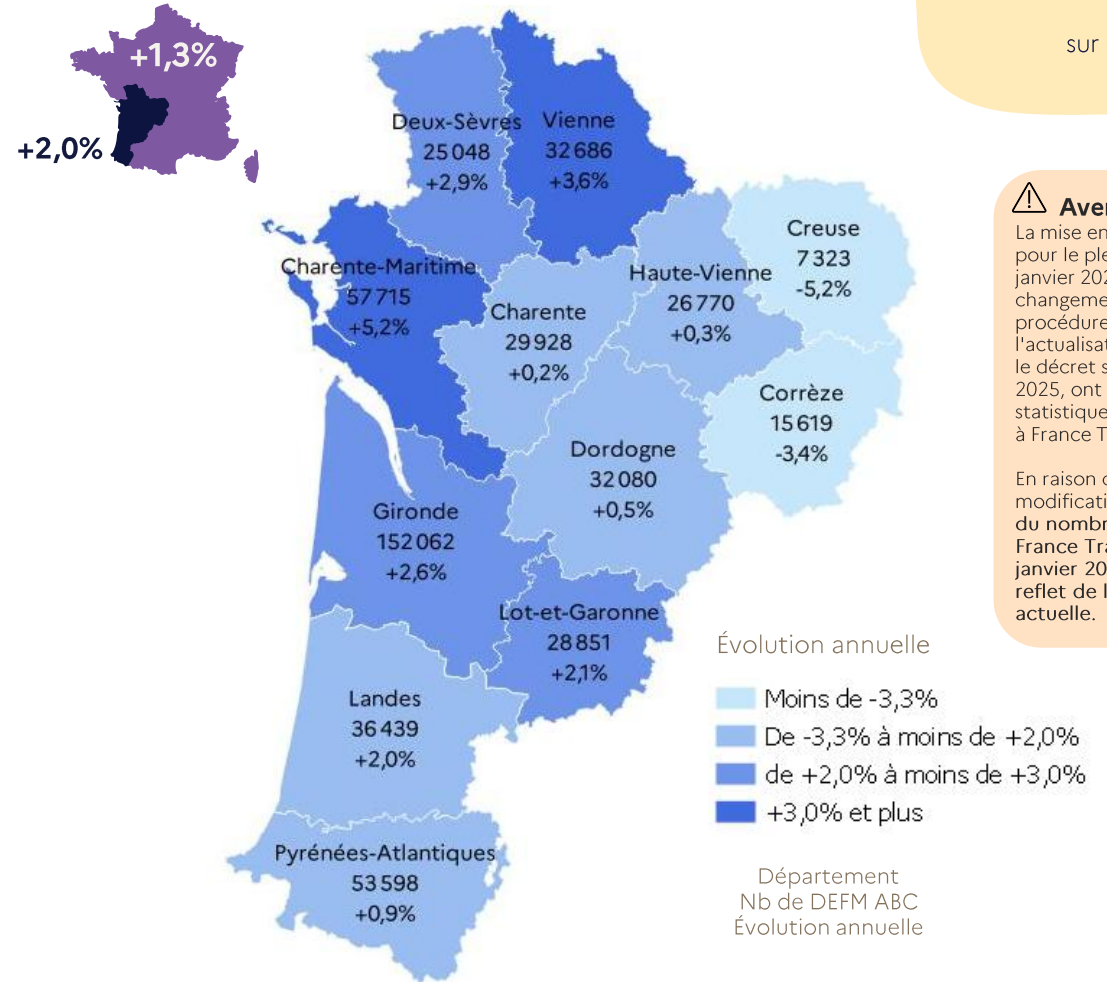 +1,3%
+2,0%
sur
Deux-Sèvres
25 048
+2,9%
Vienne
32 686
+3,6%
Charente-Maritime
57 715
+5,2%
Charente
29 928
+0,2%
Haute-Vienne
26 770
+0,3%
Creuse
7 323
-5,2%
Corrèze
15 619
-3,4%
Dordogne
32 080
+0,5%
Gironde
152 062
+2,6%
Lot-et-Garonne
28 851
+2,1%
Landes
36 439
+2,0%
Pyrénées-Atlantiques
53 598
+0,9%
Évolution annuelle
Moins de -3,3%
De -3,3% à moins de +2,0%
de +2,0% à moins de +3,0%
+3,0% et plus
Département
Nb de DEFM ABC
Évolution annuelle
Aver
La mise en
pour le ple
janvier 202
changeme
procédure
l'actualisat
le décret s
2025, ont
statistique
à France T
En raison d
modificati
du nombr
France Tra
janvier 20
reflet de l
actuelle.